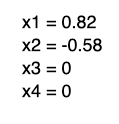 x1 = 0.82
x2 = -0.58
x3 = 0
x4 = 0